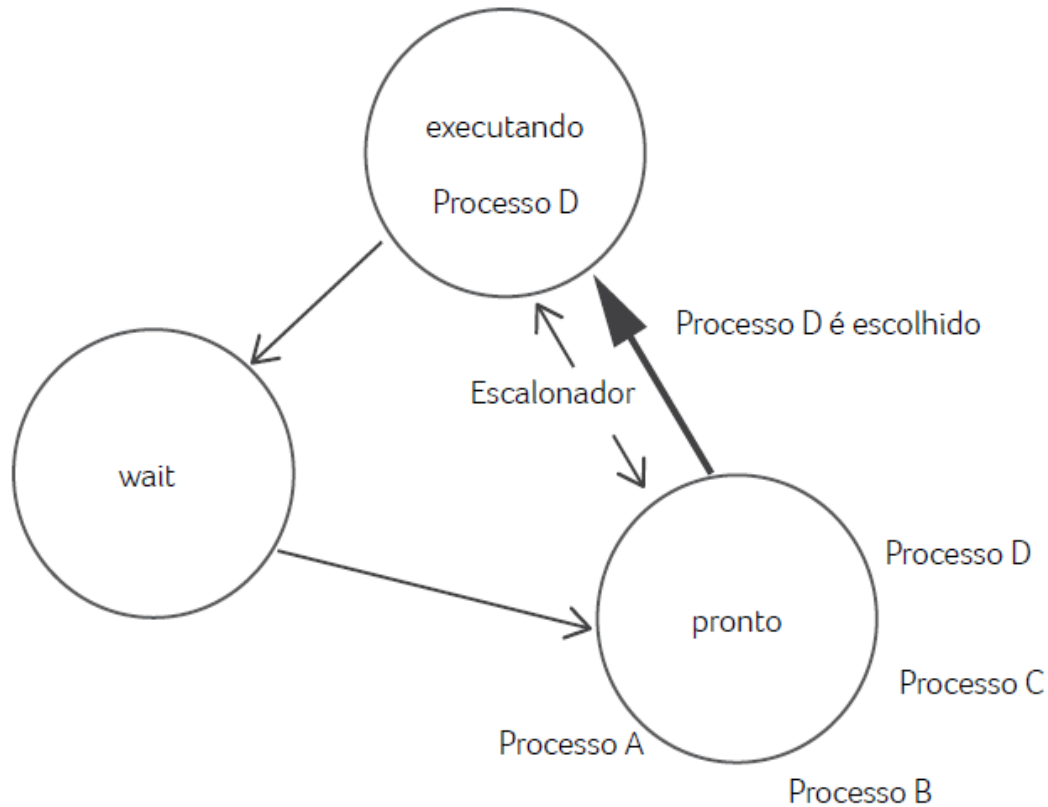 executando
Processo D
Processo D é escolhido
Escalonador
wait
Processo D
pronto
Processo C
Processo A
Processo B